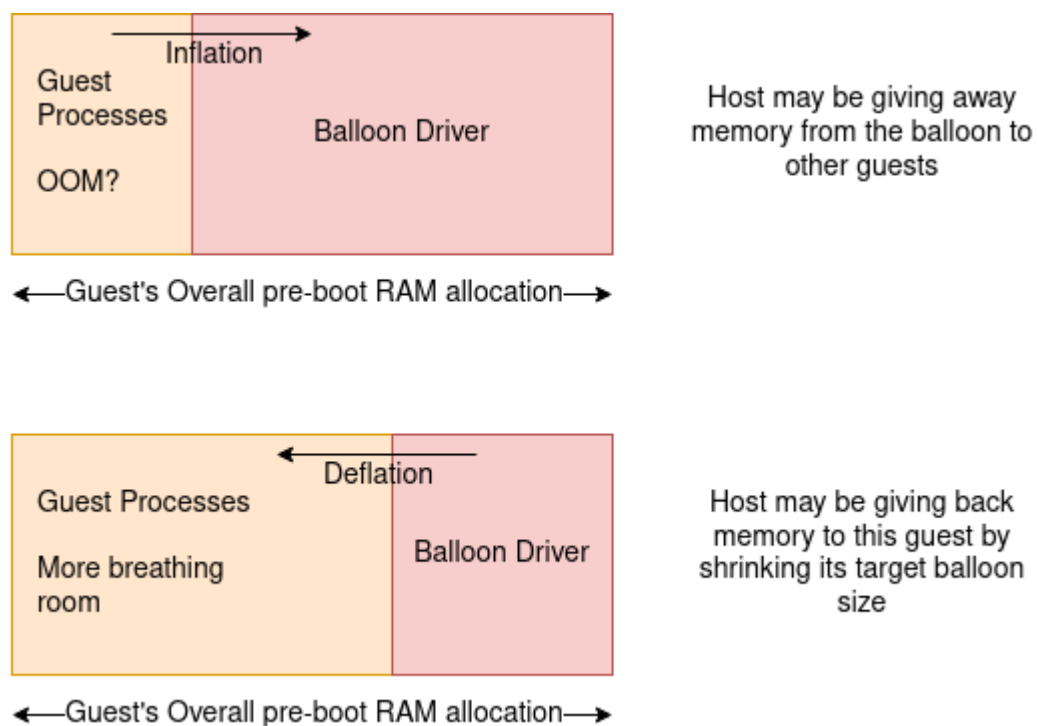 Inflation
Guest
Processes
OOM?
Balloon Driver
Host may be giving away
memory from the balloon to
other guests
Guest's Overall pre-boot RAM allocation
Deflation
Guest Processes
More breathing
room
Balloon Driver
Host may be giving back
memory to this guest by
shrinking its target balloon
size
Guest's Overall pre-boot RAM allocation